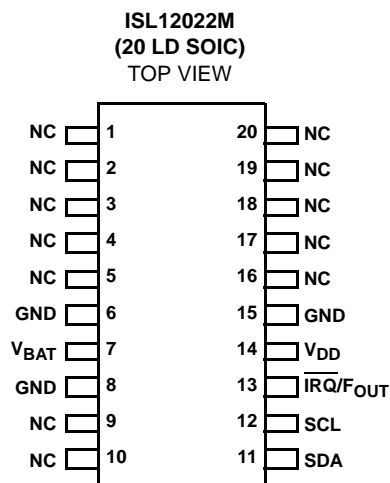 ISL12022M
(20 LD SOIC)
TOP VIEW
NC 1 20 NC
NC 2 19 NC
NC 3 18 NC
NC 4 17 NC
NC 5 16 NC
GND 6 15 GND
VBAT 7 14 VDD
GND 8 13 IRQ/FOUT
NC 9 12 SCL
NC 10 11 SDA